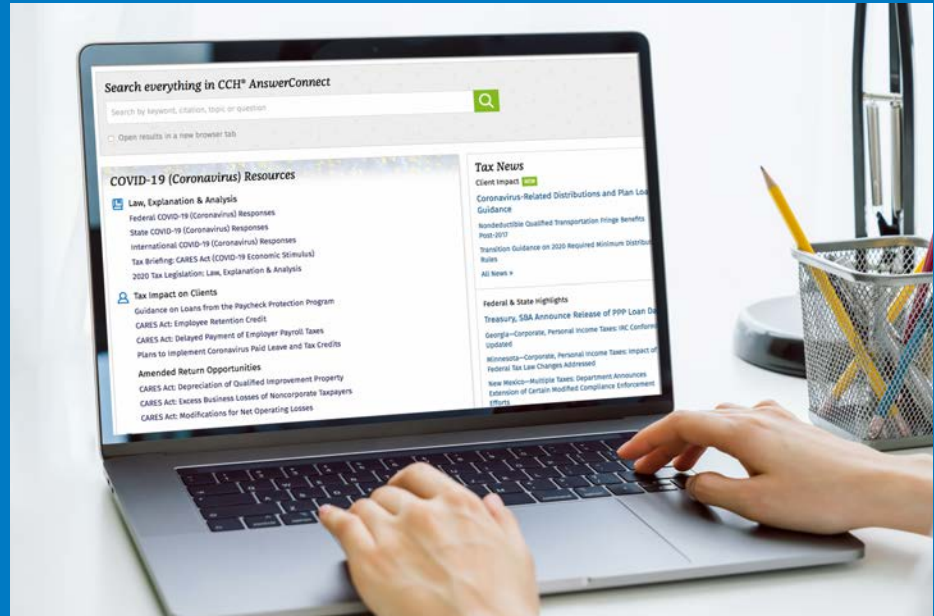 Search everything in CCH® AnswerConnect
Search by keyword, citation, topic or question
Open results in a new browser tab
COVID-19 (Coronavirus) Resources
Law, Explanation & Analysis
Federal COVID-19 (Coronavirus) Responses
State COVID-19 (Coronavirus) Responses
International COVID-19 (Coronavirus) Responses
Tax Briefing: CARES Act (COVID-19 Economic Stimulus)
2020 Tax Legislation: Law, Explanation & Analysis
Tax Impact on Clients
Guidance on Loans from the Paycheck Protection Program
CARES Act: Employee Retention Credit
CARES Act: Delayed Payment of Employer Payroll Taxes
Plans to Implement Coronavirus Paid Leave and Tax Credits
Amended Return Opportunities
CARES Act: Depreciation of Qualified Improvement Property
CARES Act: Excess Business Losses of Noncorporate Taxpayers
CARES Act: Modifications for Net Operating Losses
Tax News
Client Impact NEW
Coronavirus-Related Distributions and Plan Loa
Guidance
Nondeductible Qualified Transportation Fringe Benefits
Post-2017
Transition Guidance on 2020 Required Minimum Distribut
Rules
All News »
Federal & State Highlights
Treasury, SBA Announce Release of PPP Loan Da
Georgia—Corporate, Personal Income Taxes: IRC Conform
Updated
Minnesota—Corporate, Personal Income Taxes: Impact of
Federal Tax Law Changes Addressed
New Mexico—Multiple Taxes: Department Announces
Extension of Certain Modified Compliance Enforcement
Efforts